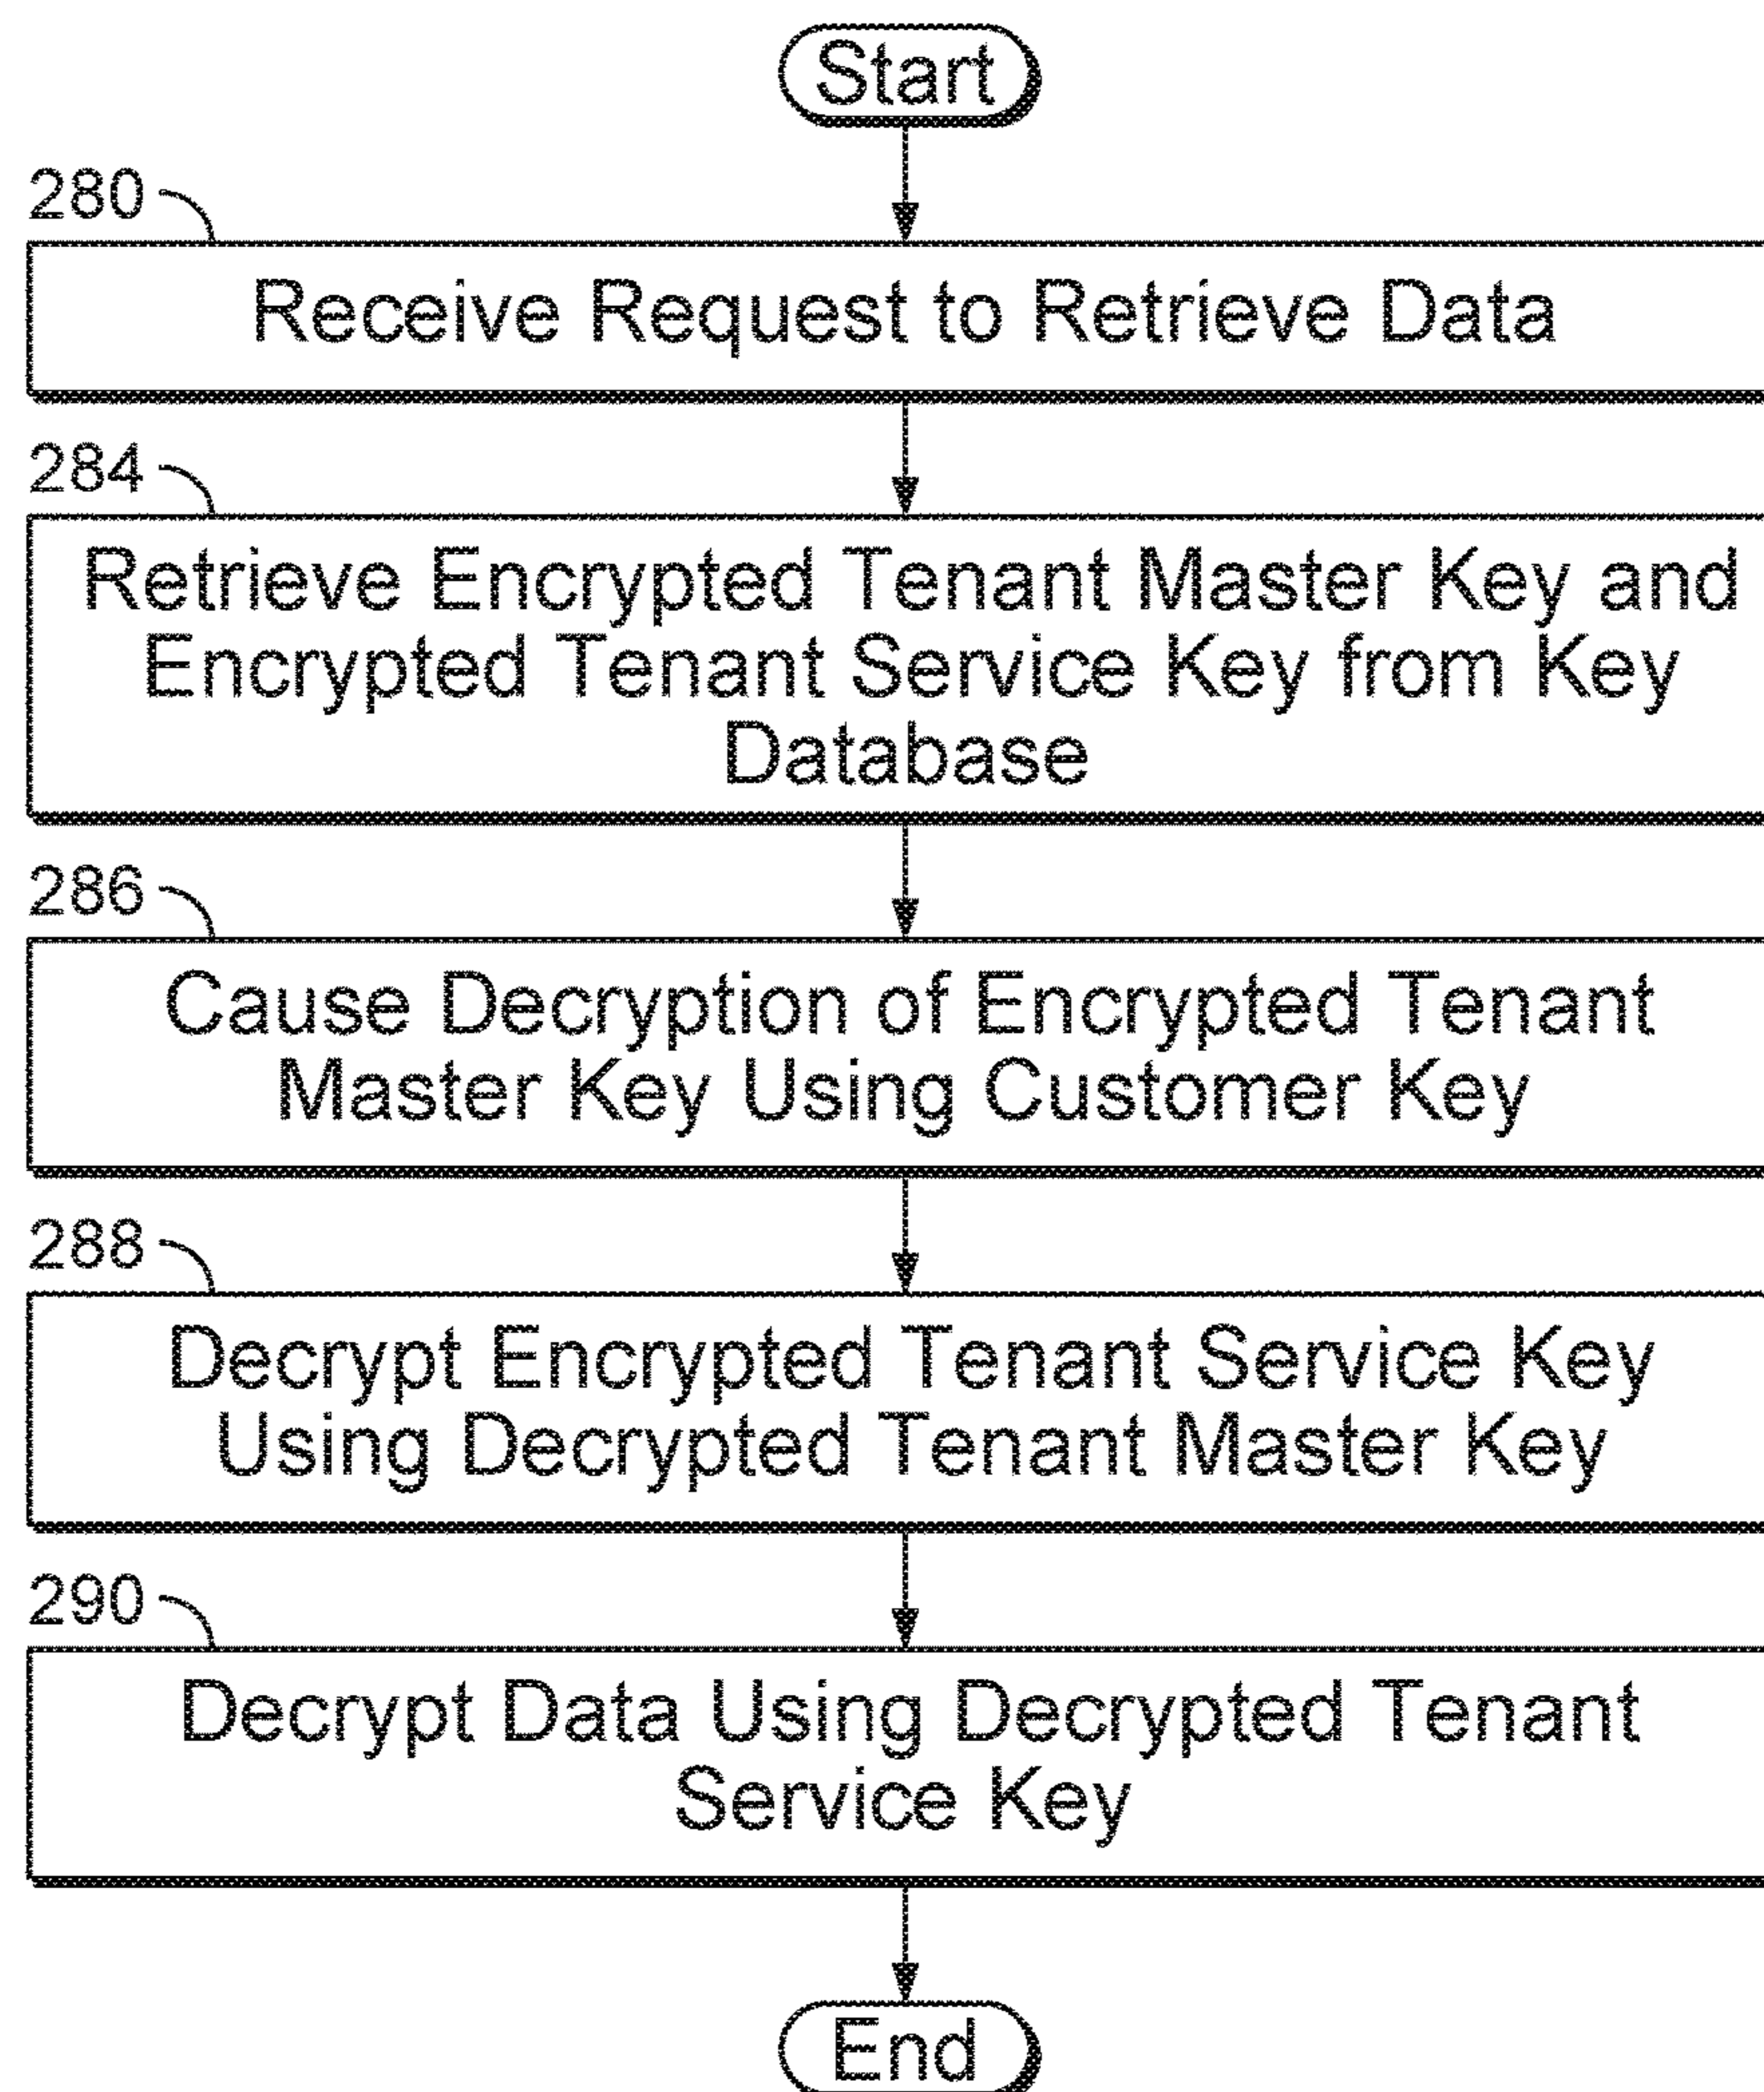 Start
280
Receive Request to Retrieve Data
284
Retrieve Encrypted Tenant Master Key and
Encrypted Tenant Service Key from Key
Database
286
Cause Decryption of Encrypted Tenant
Master Key Using Customer Key
288
Decrypt Encrypted Tenant Service Key
Using Decrypted Tenant Master Key
290
Decrypt Data Using Decrypted Tenant
Service Key
End